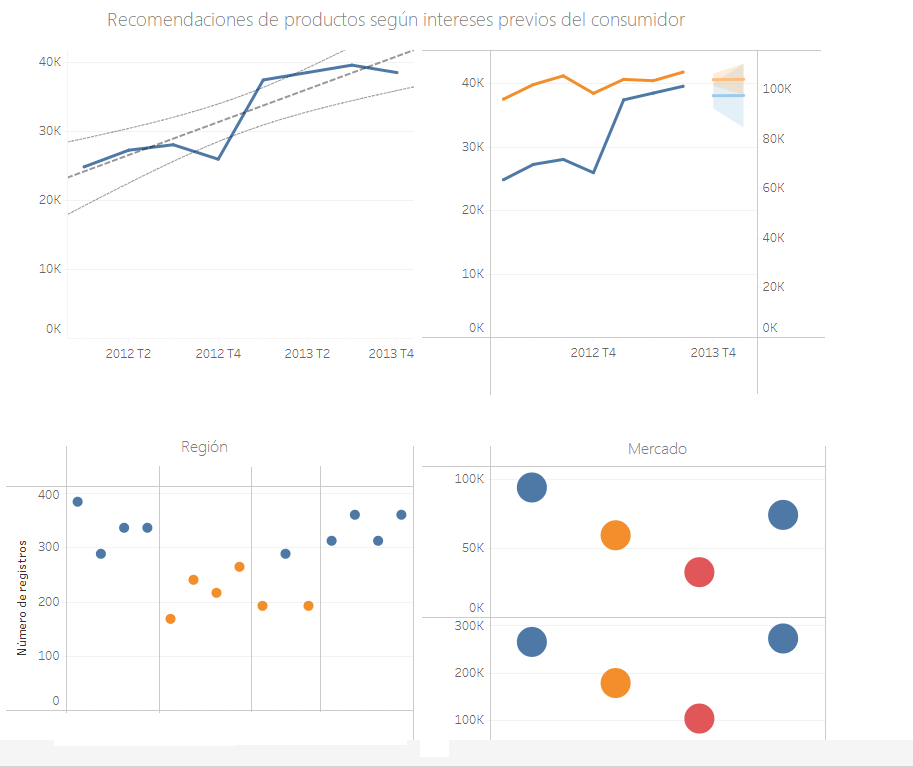 Recomendaciones de productos según intereses previos del consumidor
40K
30K
20K
10K
0K
2012 T2
2012 T4
2013 T2
2013 T4
40K
30K
20K
10K
0K
100K
80K
60K
40K
20K
0K
2012 T4
2013 T4
Región
Número de registros
400
300
200
100
0
Mercado
100K
50K
0K
300K
200K
100K